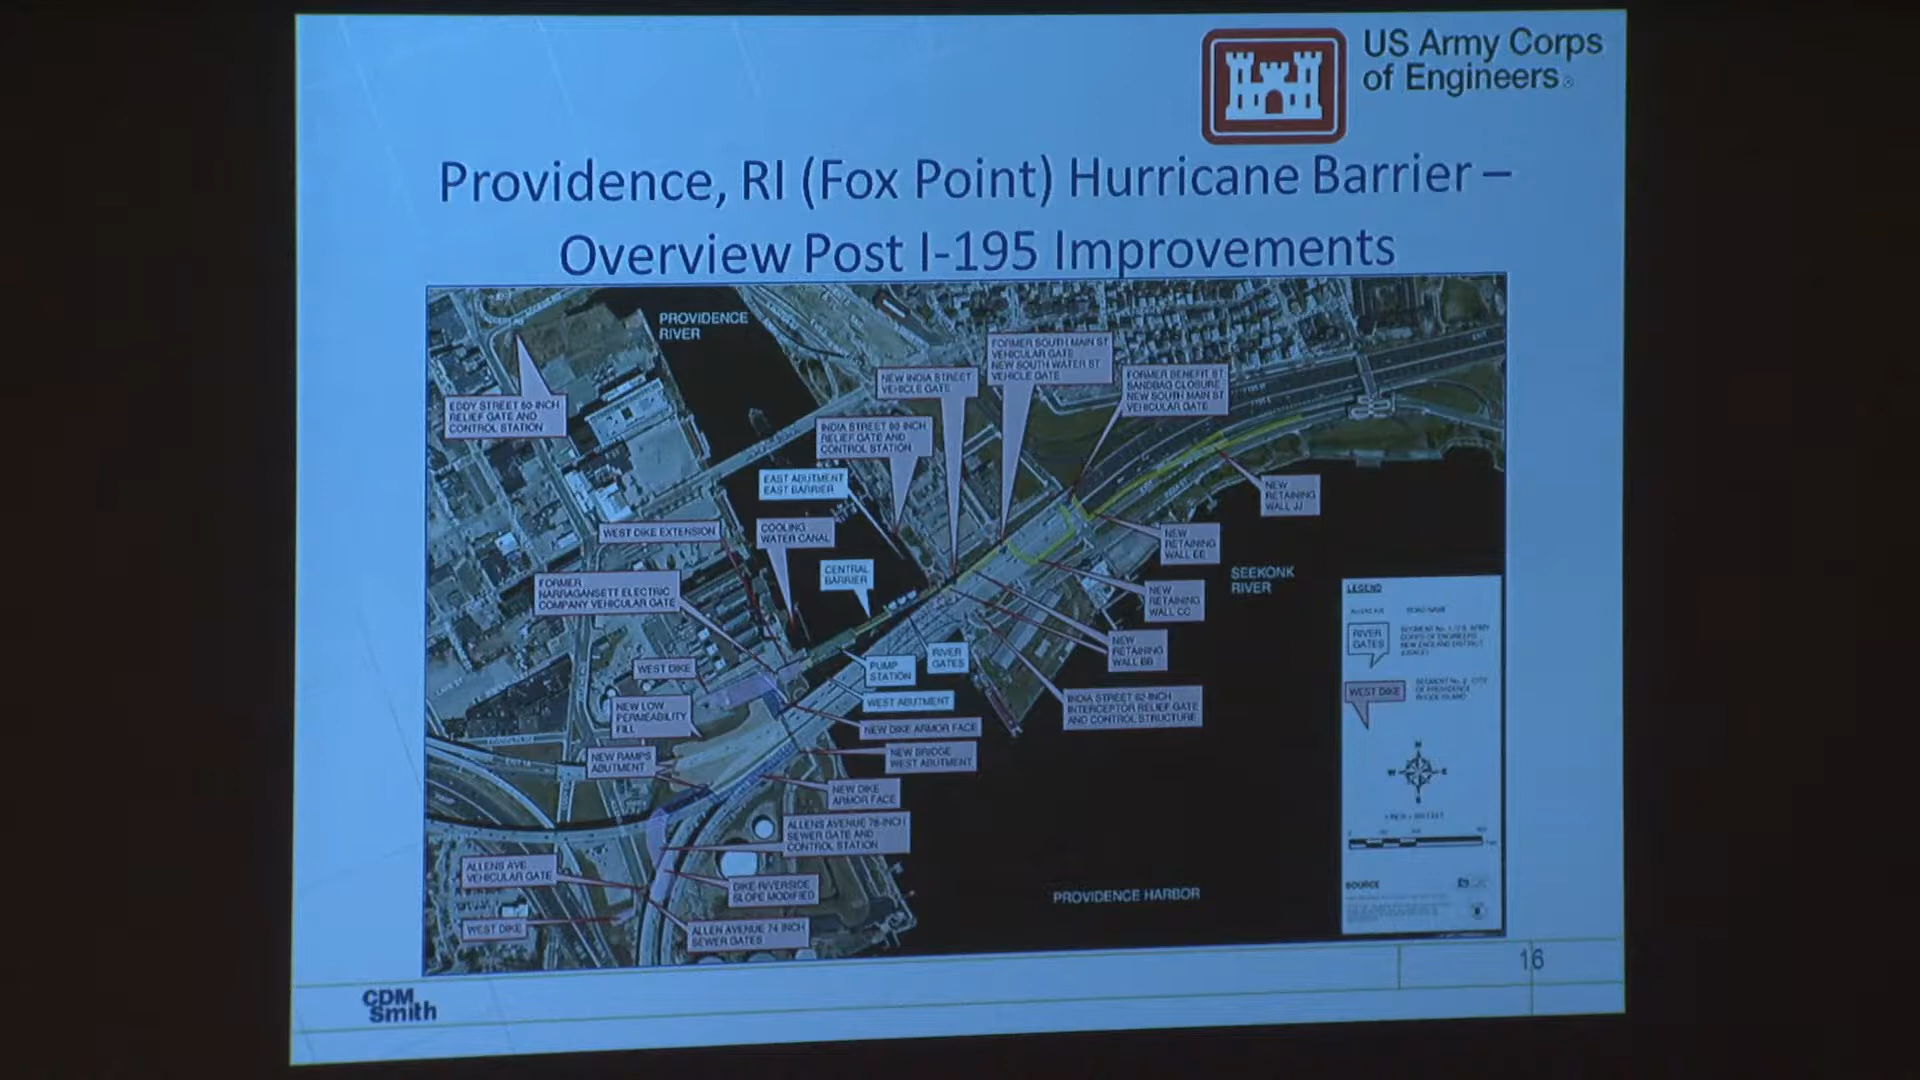 US Army Corps
of Engineers®
Providence, RI (Fox Point) Hurricane Barrier –
Overview Post I-195 Improvements
PROVIDENCE
RIVER
FORMER SOUTH MAIN ST
VEHICULAR GATE
NEW SOUTH WATER ST
VEHICLE GATE
NEW INDIA STREET
VEHICLE GATE
FORMER BENEFIT ST
SANDBAG CLOSURE
NEW SOUTH MAIN ST
VEHICULAR GATE
EDDY STREET 60-INCH
RELIEF GATE AND
CONTROL STATION
INDIA STREET
RELIEF GATE AND
CONTROL STATION
EAST ABUTMENT
EAST BARRIER
NEW
RETAINING
WALL JJ
WEST DIKE EXTENSION
COOLING
WATER CANAL
NEW
RETAINING
WALL EE
CENTRAL
BARRIER
SEEKONK
RIVER
FORMER
NARRAGANSETT ELECTRIC
COMPANY VEHICULAR GATE
NEW
RETAINING
WALL CC
NEW
RETAINING
WALL BB
RIVER
GATES
PUMP
STATION
WEST DIKE
WEST ABUTMENT
INDIA STREET 62-INCH
INTERCEPTOR RELIEF GATE
AND CONTROL STRUCTURE
NEW LOW
PERMEABILITY
FILL
NEW DIKE ARMOR FACE
NEW BRIDGE
WEST ABUTMENT
NEW RAMPS
ABUTMENT
NEW DIKE
ARMOR FACE
ALLENS AVENUE 78-INCH
SEWER GATE AND
CONTROL STATION
ALLENS AVE
VEHICULAR GATE
DIKE RIVERSIDE
SLOPE MODIFIED
WEST DIKE
ALLEN AVENUE 74 INCH
SEWER GATES
PROVIDENCE HARBOR
LEGEND
ROAD NAME
RIVER
GATES
WEST DIKE
N
W E
S
SOURCE
16
CDM
Smith